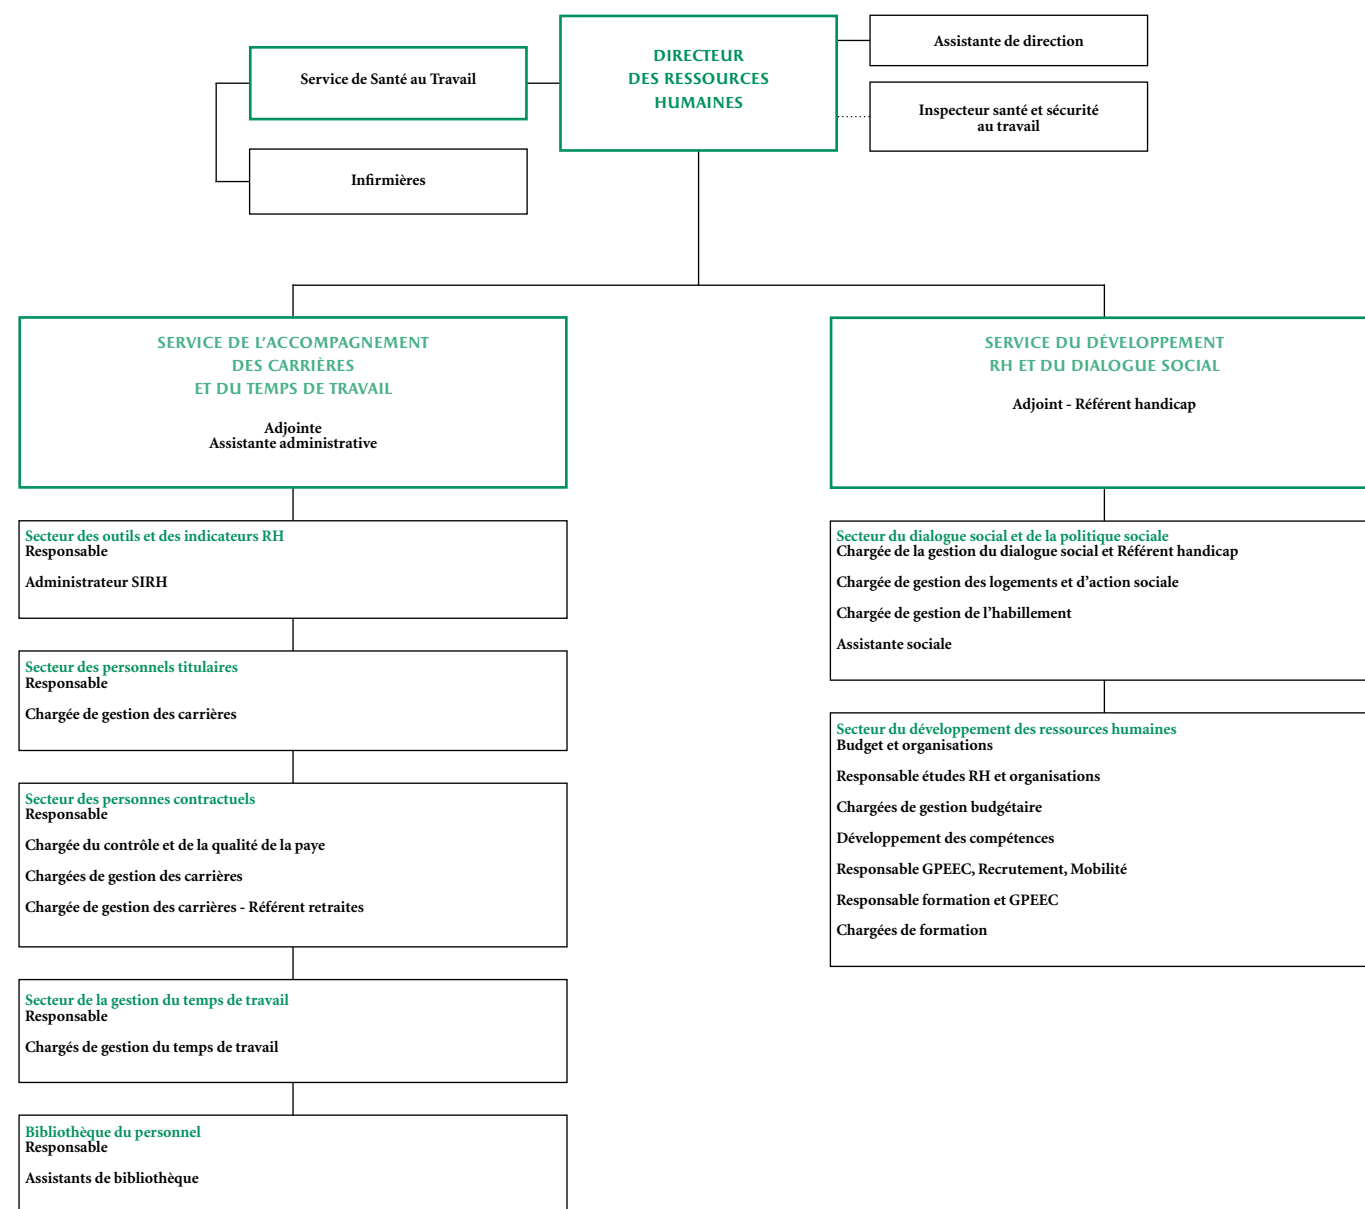 Service de Santé au Travail
Infirmières
DIRECTEUR
DES RESSOURCES
HUMAINES
Assistante de direction
Inspecteur santé et sécurité
au travail
SERVICE DE L’ACCOMPAGNEMENT
DES CARRIÈRES
ET DU TEMPS DE TRAVAIL
Adjointe
Assistante administrative
Secteur des outils et des indicateurs RH
Responsable
Administrateur SIRH
Secteur des personnels titulaires
Responsable
Chargée de gestion des carrières
Secteur des personnes contractuels
Responsable
Chargée du contrôle et de la qualité de la paye
Chargées de gestion des carrières
Chargée de gestion des carrières - Référent retraites
Secteur de la gestion du temps de travail
Responsable
Chargés de gestion du temps de travail
Bibliothèque du personnel
Responsable
Assistants de bibliothèque
SERVICE DU DÉVELOPPEMENT
RH ET DU DIALOGUE SOCIAL
Adjoint - Référent handicap
Secteur du dialogue social et de la politique sociale
Chargée de la gestion du dialogue social et Référent handicap
Chargée de gestion des logements et d’action sociale
Chargée de gestion de l’habillement
Assistante sociale
Secteur du développement des ressources humaines
Budget et organisations
Responsable études RH et organisations
Chargées de gestion budgétaire
Développement des compétences
Responsable GPEEC, Recrutement, Mobilité
Responsable formation et GPEEC
Chargées de formation